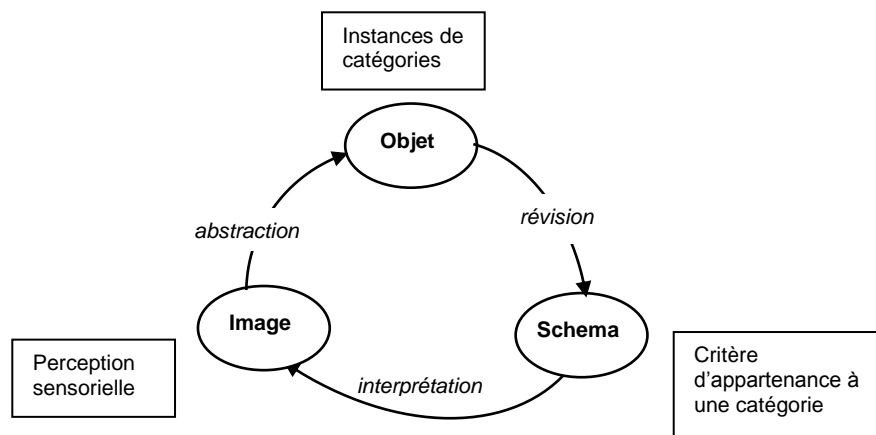 Instances de
catégories
Objet
révision
abstraction
Image
Schema
Perception
sensorielle
interprétation
Critère
d'appartenance à
une catégorie